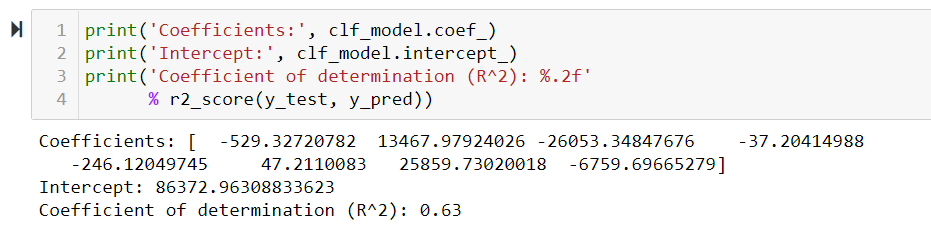 1 print('Coefficients:', clf_model.coef_)
2 print('Intercept:', clf_model.intercept_)
3 print('Coefficient of determination (R^2): %.2f'
4       % r2_score(y_test, y_pred))
Coefficients: [  -529.32720782  13467.97924026 -26053.34847676    -37.20414988
   -246.12049745     47.2110083   25859.73020018  -6759.69665279]
Intercept: 86372.96308833623
Coefficient of determination (R^2): 0.63